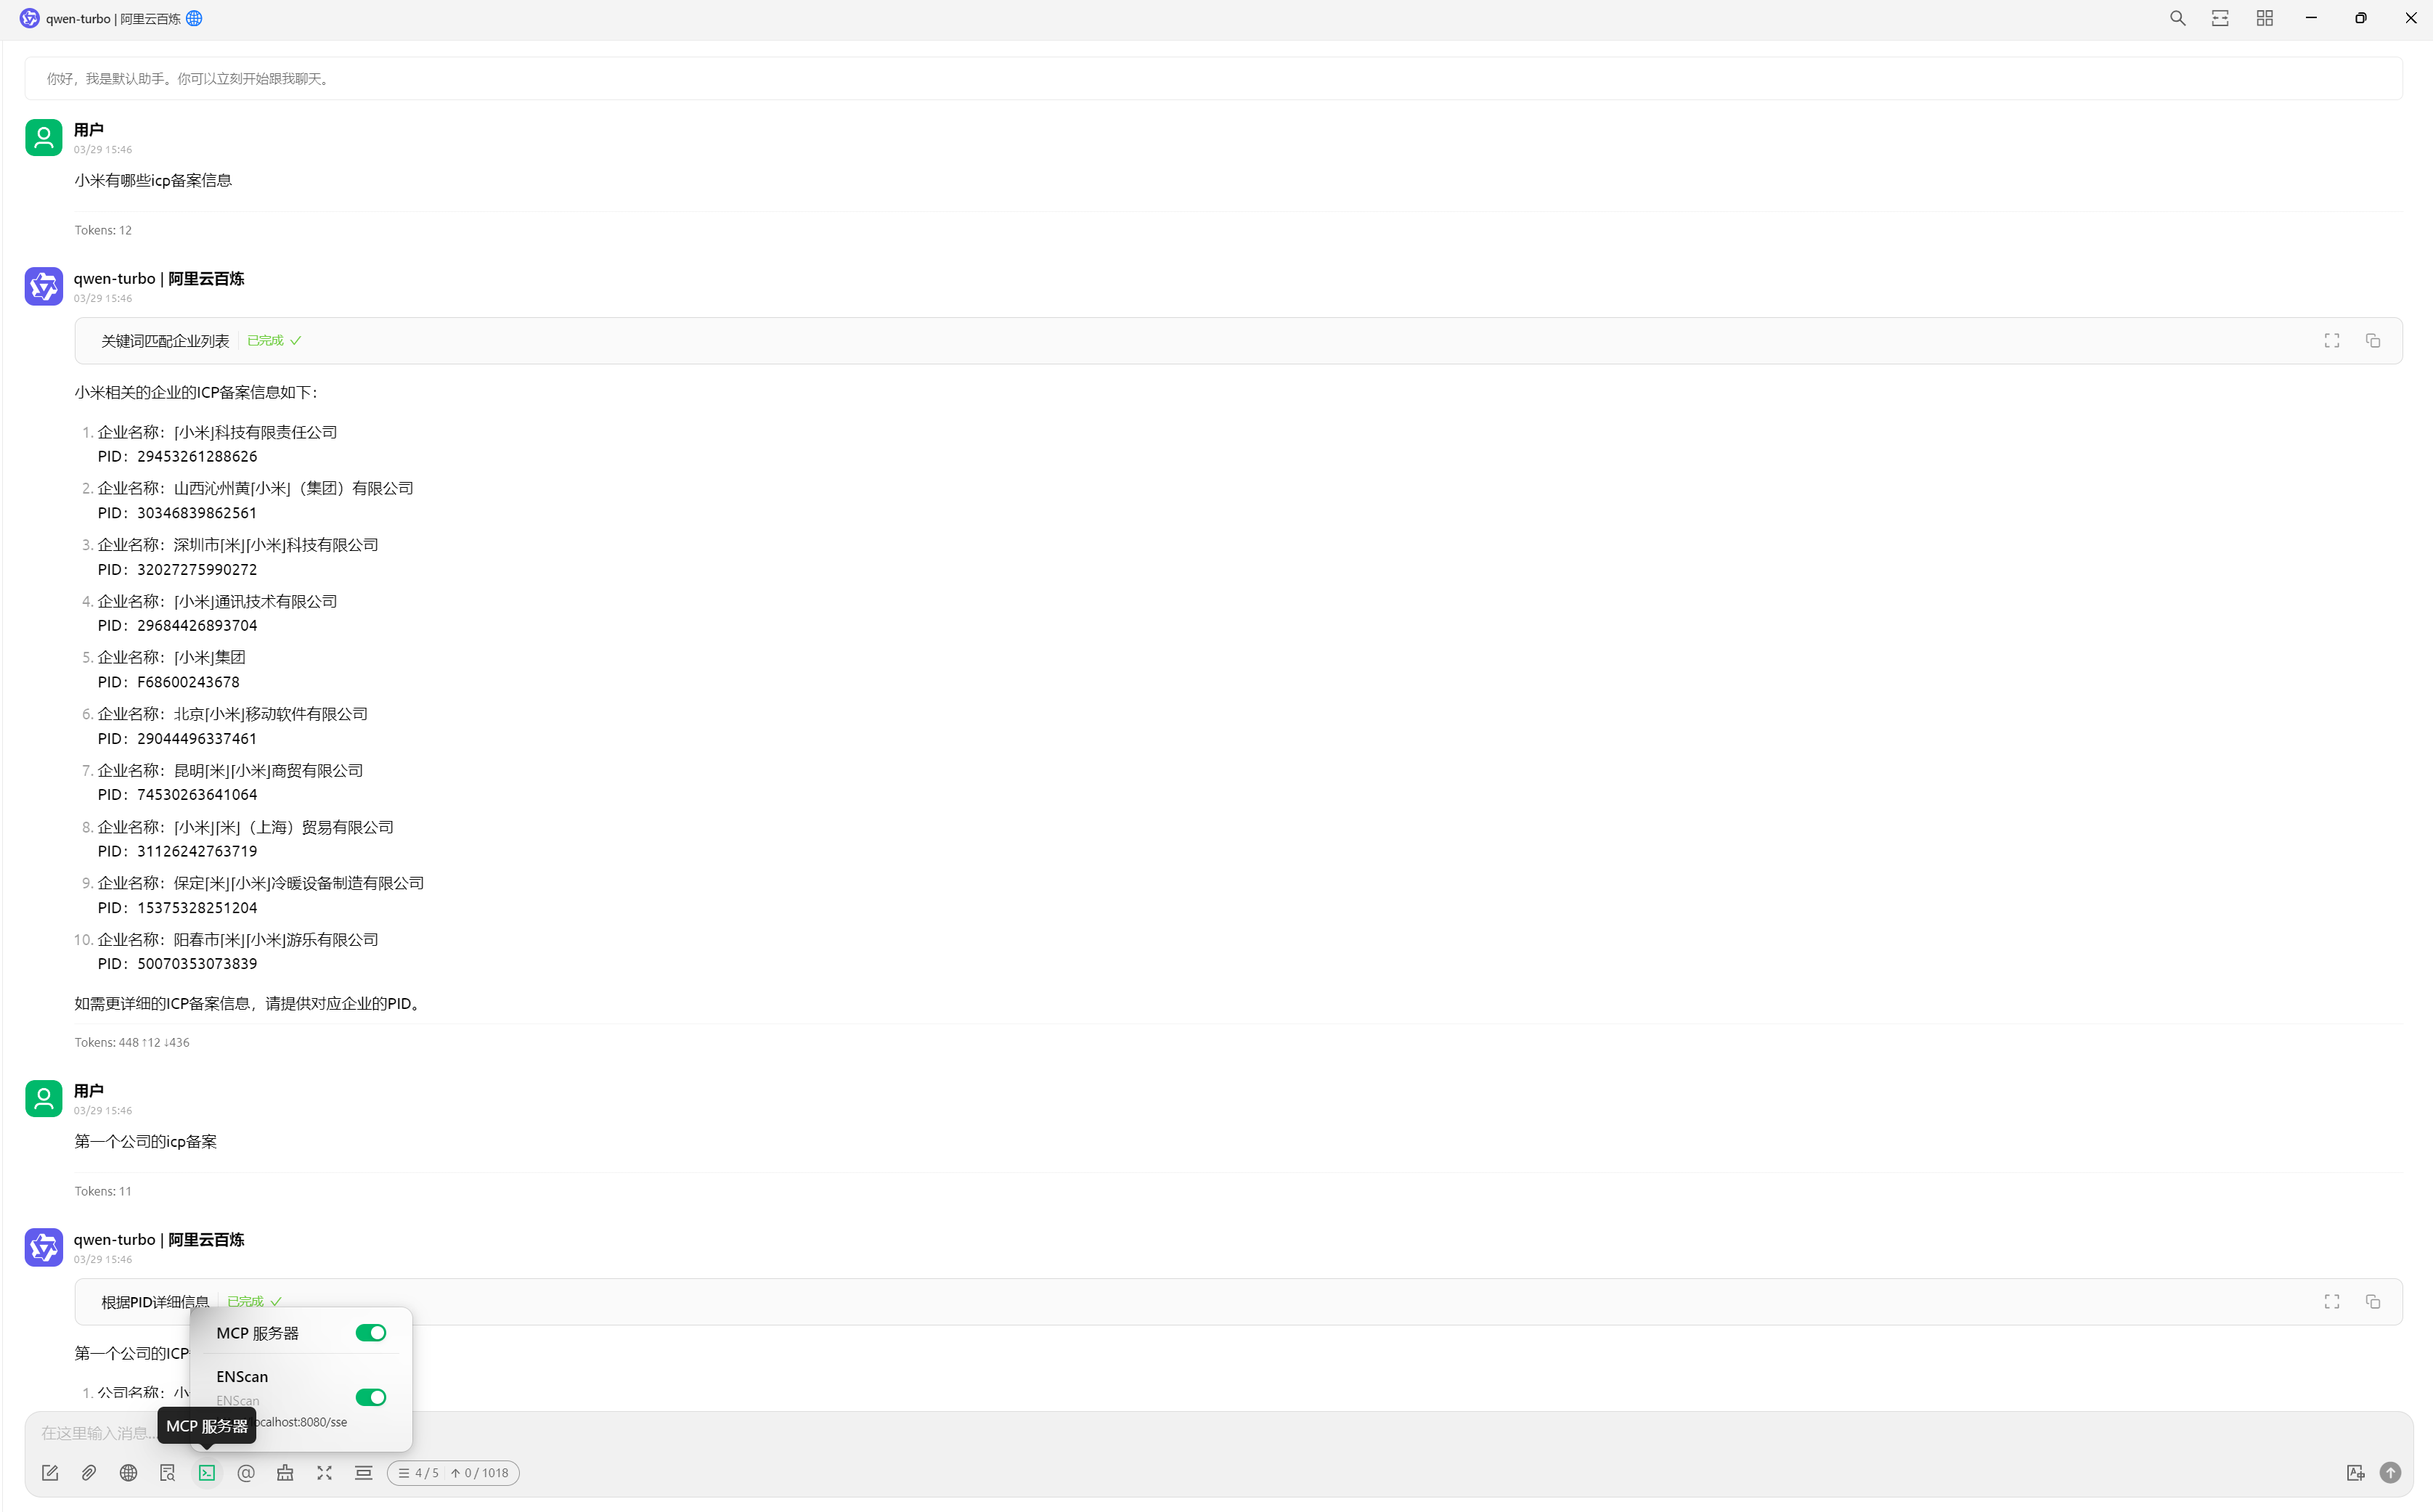 qwen-turbo | 阿里云百炼
你好，我是默认助手。你可以立刻开始跟我聊天。
用户
03/29 15:46
小米有哪些icp备案信息
Tokens: 12
qwen-turbo | 阿里云百炼
03/29 15:46
关键词匹配企业列表 已完成
小米相关的企业的ICP备案信息如下：
1. 企业名称：「小米」科技有限责任公司
PID：29453261288626
2. 企业名称：山西沁州黄「小米」（集团）有限公司
PID：30346839862561
3. 企业名称：深圳市「米」「小米」科技有限公司
PID：32027275990272
4. 企业名称：「小米」通讯技术有限公司
PID：29684426893704
5. 企业名称：「小米」集团
PID：F68600243678
6. 企业名称：北京「小米」移动软件有限公司
PID：29044496337461
7. 企业名称：昆明「米」「小米」商贸有限公司
PID：74530263641064
8. 企业名称：「小米」「米」（上海）贸易有限公司
PID：31126242763719
9. 企业名称：保定「米」「小米」冷暖设备制造有限公司
PID：15375328251204
10. 企业名称：阳春市「米」「小米」游乐有限公司
PID：50070353073839
如需更详细的ICP备案信息，请提供对应企业的PID。
Tokens: 448 ↑12 ↓436
用户
03/29 15:46
第一个公司的icp备案
Tokens: 11
qwen-turbo | 阿里云百炼
03/29 15:46
根据PID详细信息 已完成
MCP 服务器
第一个公司的ICP
ENScan
1. 公司名称：小
ENScan
ocalhost:8080/sse
MCP 服务器
在这里输入消息...
4 / 5 ↑ 0 / 1018